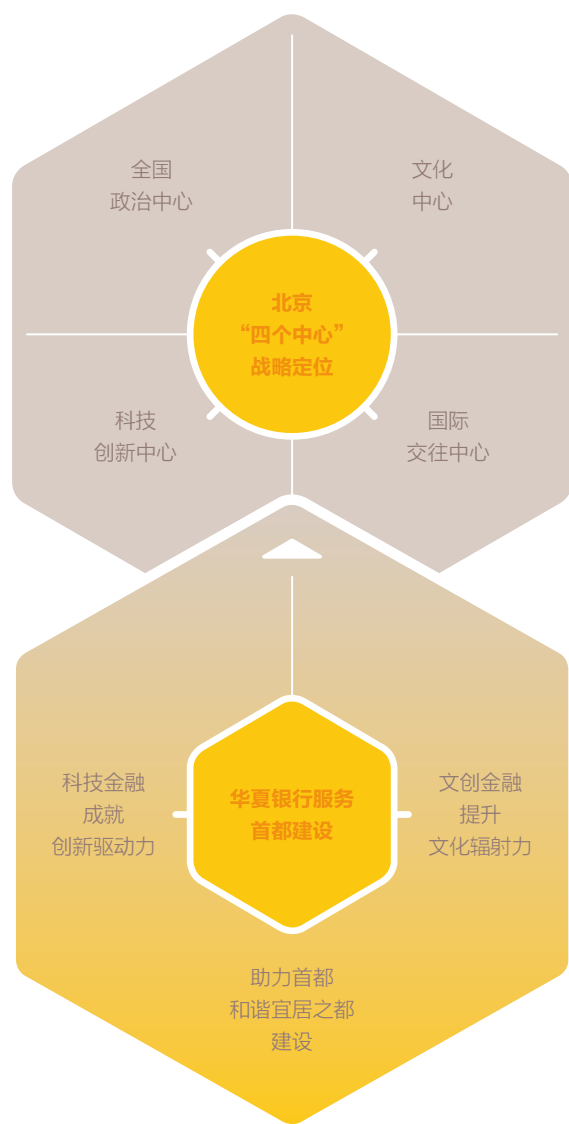 全国
政治中心
文化
中心
北京
“四个中心”
战略定位
科技
创新中心
国际
交往中心
科技金融
成就
创新驱动力
华夏银行服务
首都建设
文创金融
提升
文化辐射力
助力首都
和谐宜居之都
建设